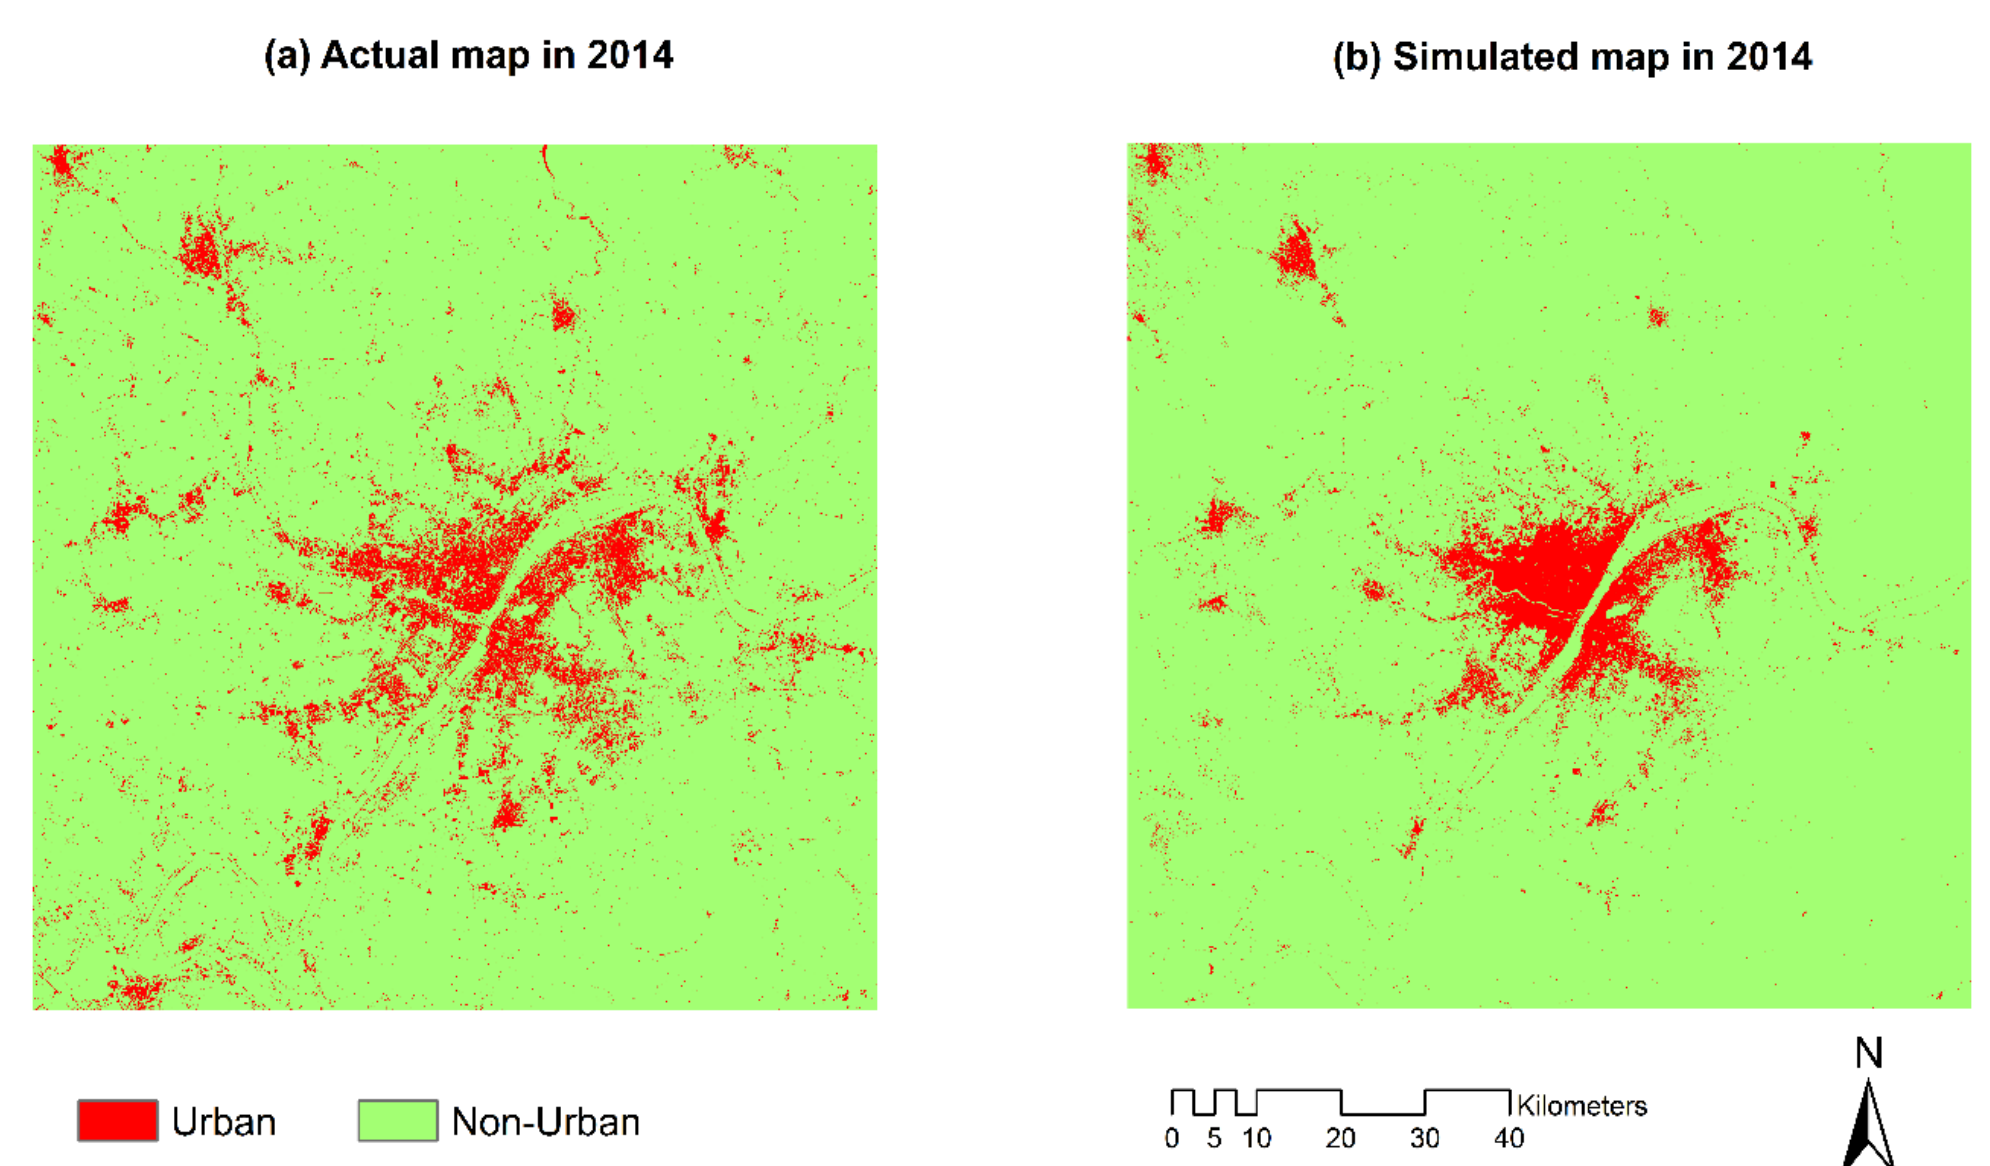 (a) Actual map in 2014
(b) Simulated map in 2014
Urban
Non-Urban
Kilometers
0 5 10 20 30 40
N